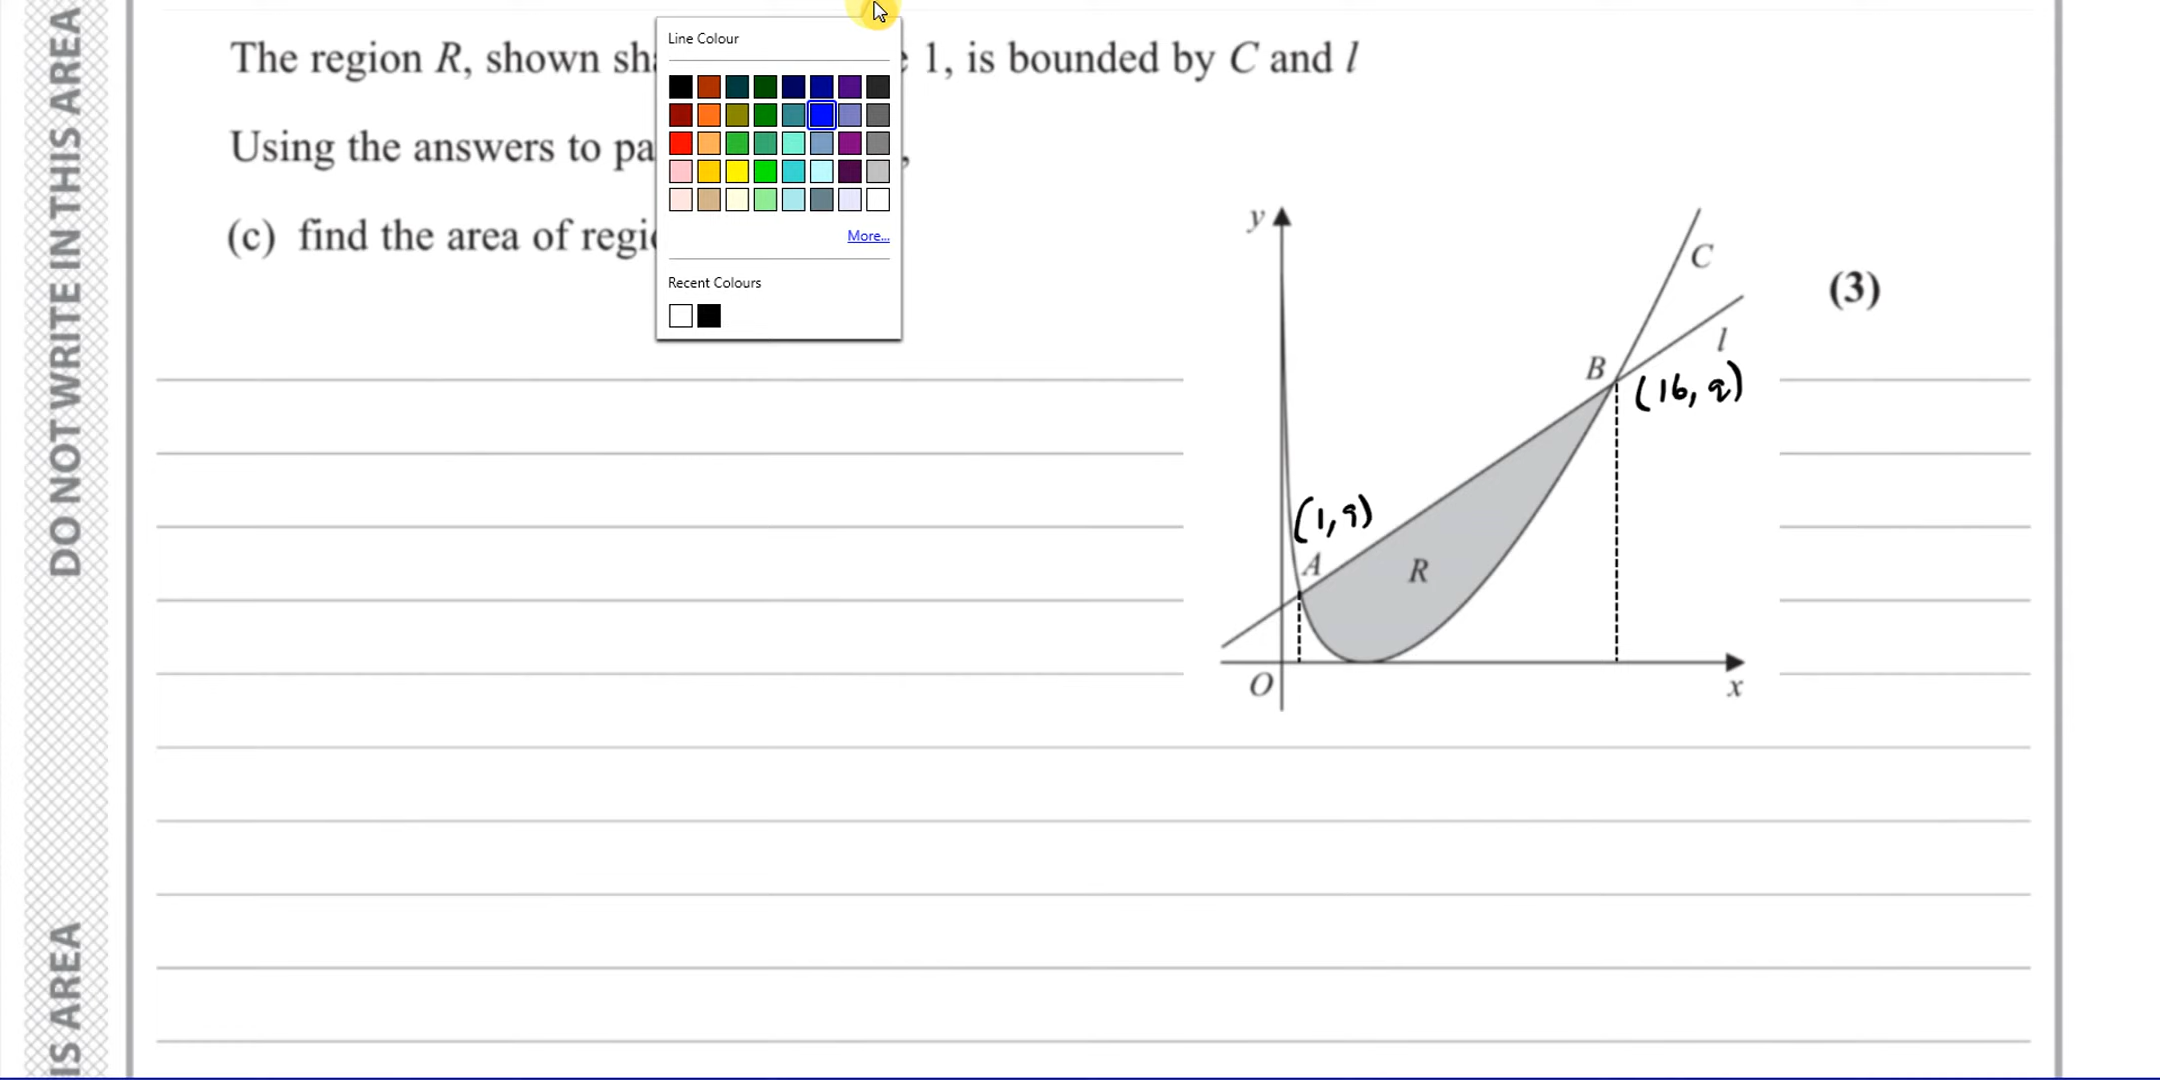 DO NOT WRITE IN THIS AREA
The region R, shown sh 1, is bounded by C and l
Using the answers to pa ,
(c) find the area of regi
(3)
Line Colour
More...
Recent Colours
y
C
l
B
(16, 9)
(1, 9)
A
R
O
x
IS AREA